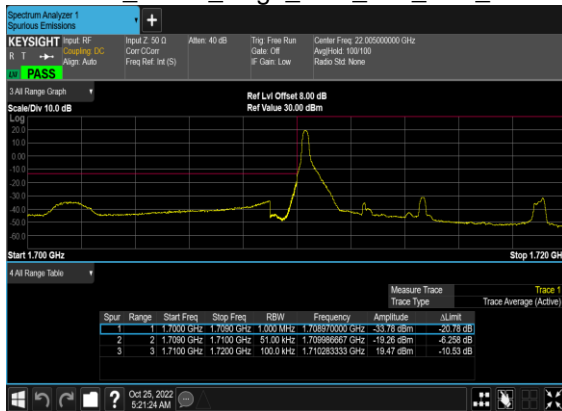 Spectrum Analyzer 1
Spurious Emissions
KEYSIGHT Input: RF Input Z: 50 Ω Atten: 40 dB Trig: Free Run Center Freq: 22.005000000 GHz
R T Coupling: DC Corr CCorr Gate: Off Avg|Hold: 100/100
Align: Auto Freq Ref: Int (S) IF Gain: Low Radio Std: None
PASS
3 All Range Graph
Ref Lvl Offset 8.00 dB
Scale/Div 10.0 dB Ref Value 30.00 dBm
Log
20.0
10.0
0.00
-10.0
-20.0
-30.0
-40.0
-50.0
-60.0
Start 1.700 GHz Stop 1.720 GH
4 All Range Table
Measure Trace Trace 1
Trace Type Trace Average (Active)
Spur Range Start Freq Stop Freq RBW Frequency Amplitude ΔLimit
1 1 1.7000 GHz 1.7090 GHz 1.000 MHz 1.708970000 GHz -33.78 dBm -20.78 dB
2 2 1.7090 GHz 1.7100 GHz 51.00 kHz 1.709986667 GHz -19.26 dBm -6.258 dB
3 3 1.7100 GHz 1.7200 GHz 100.0 kHz 1.710283333 GHz 19.47 dBm -10.53 dB
? Oct 25, 2022
5:21:24 AM